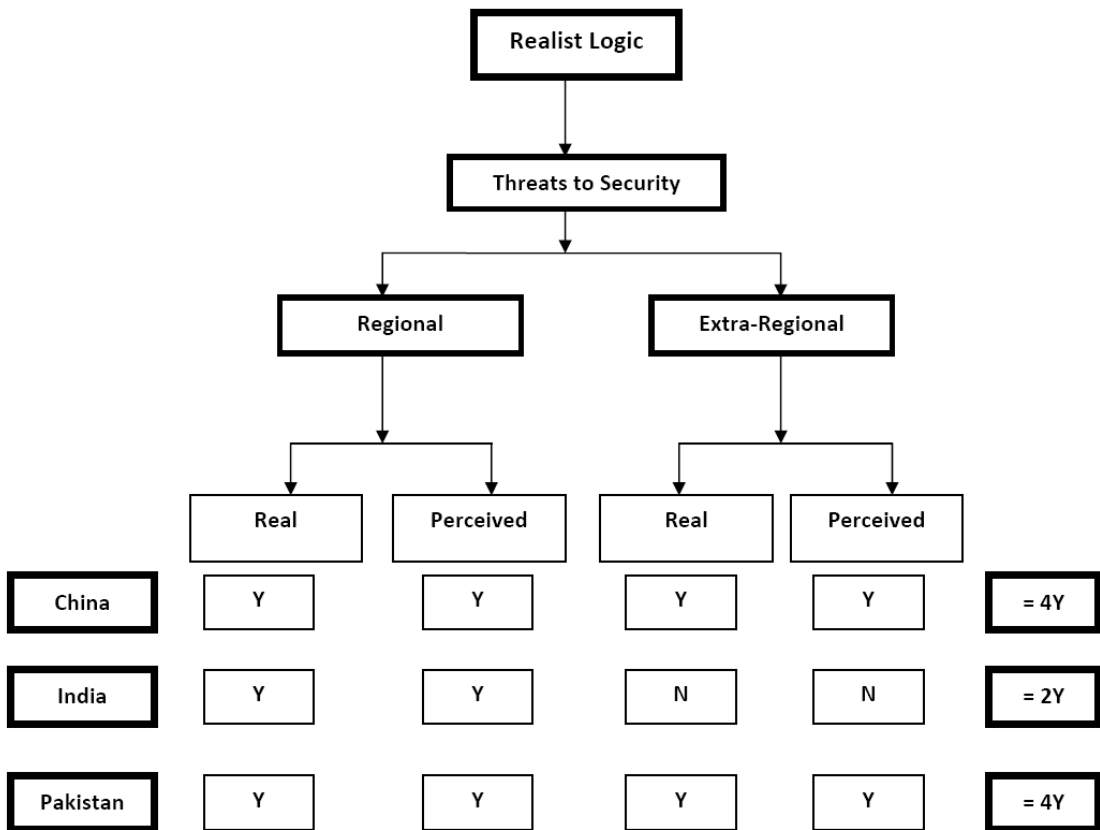 Realist Logic
Threats to Security
Regional Extra-Regional
Real Perceived Real Perceived
China Y Y Y Y = 4Y
India Y Y N N = 2Y
Pakistan Y Y Y Y = 4Y